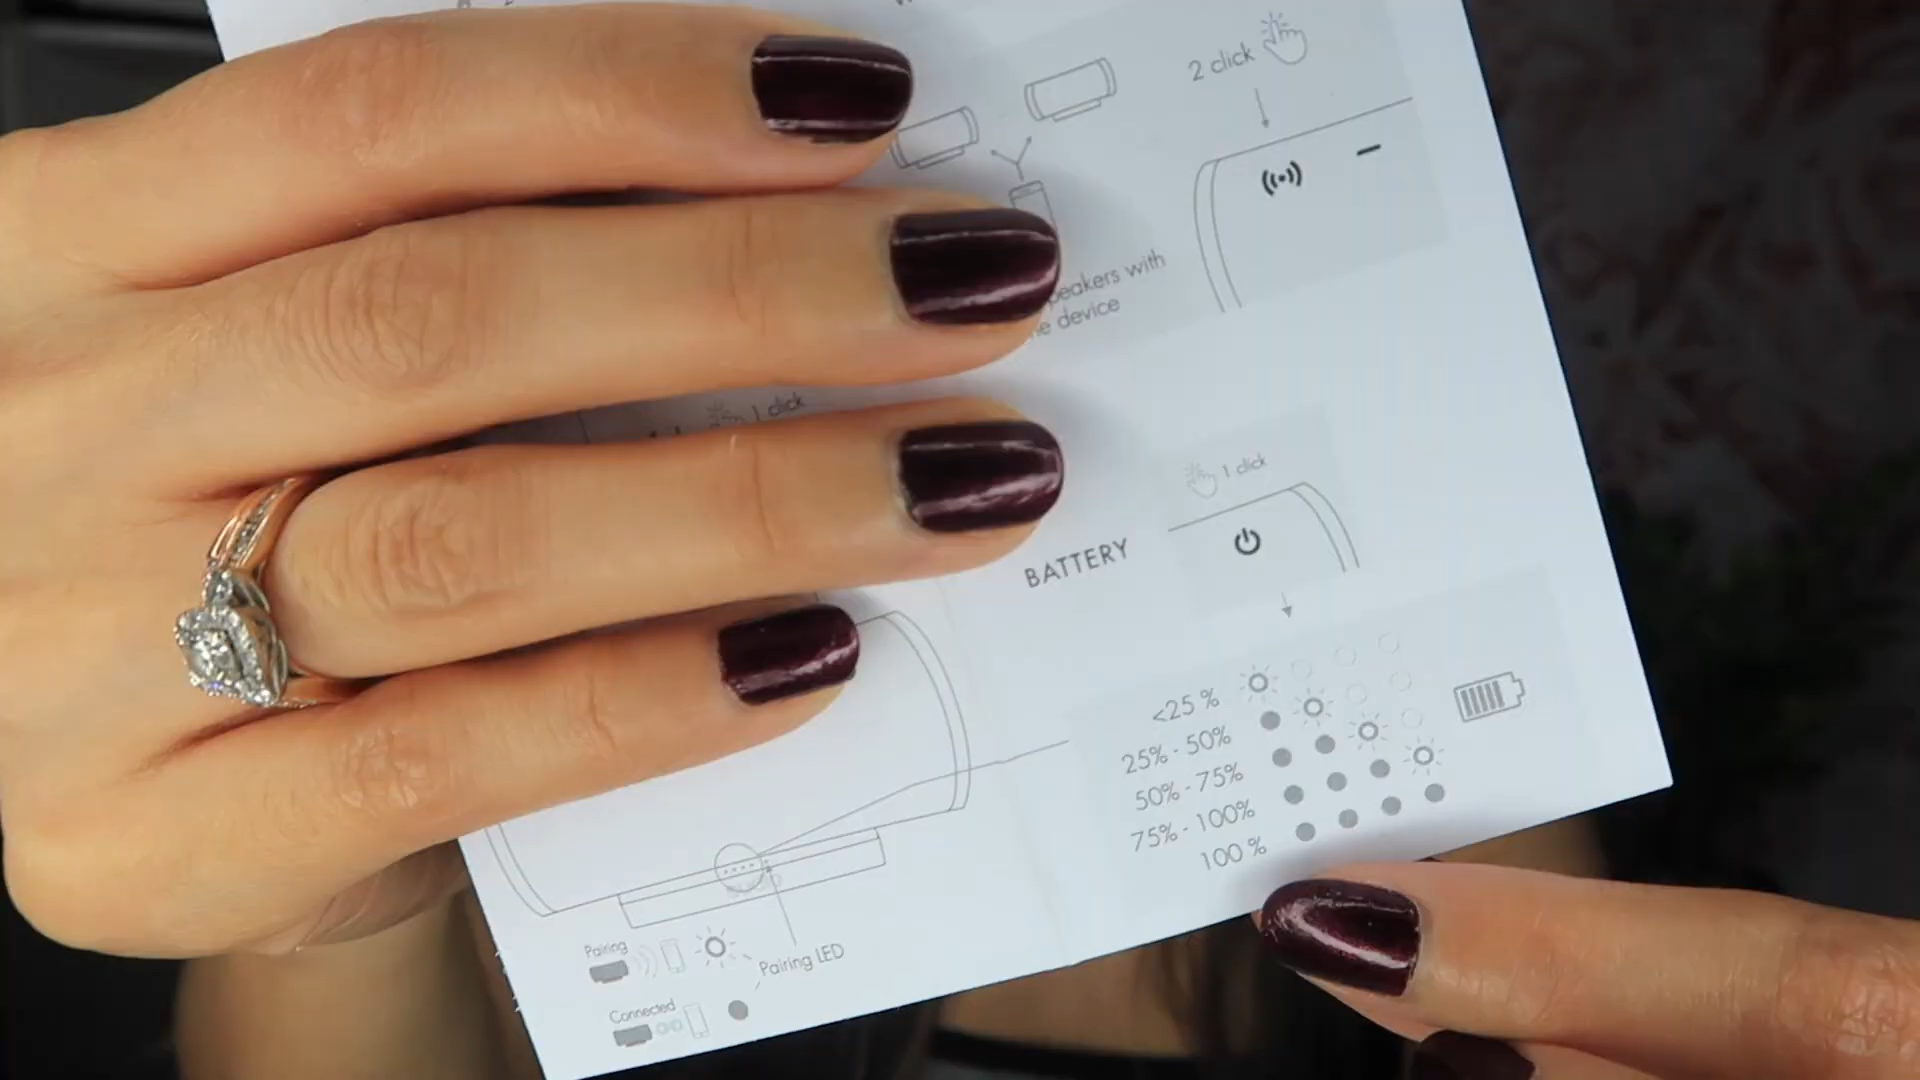 2 click
peakers with
e device
1 click
1 click
BATTERY
<25 %
25% - 50%
50% - 75%
75% - 100%
100 %
Pairing
Pairing LED
Connected